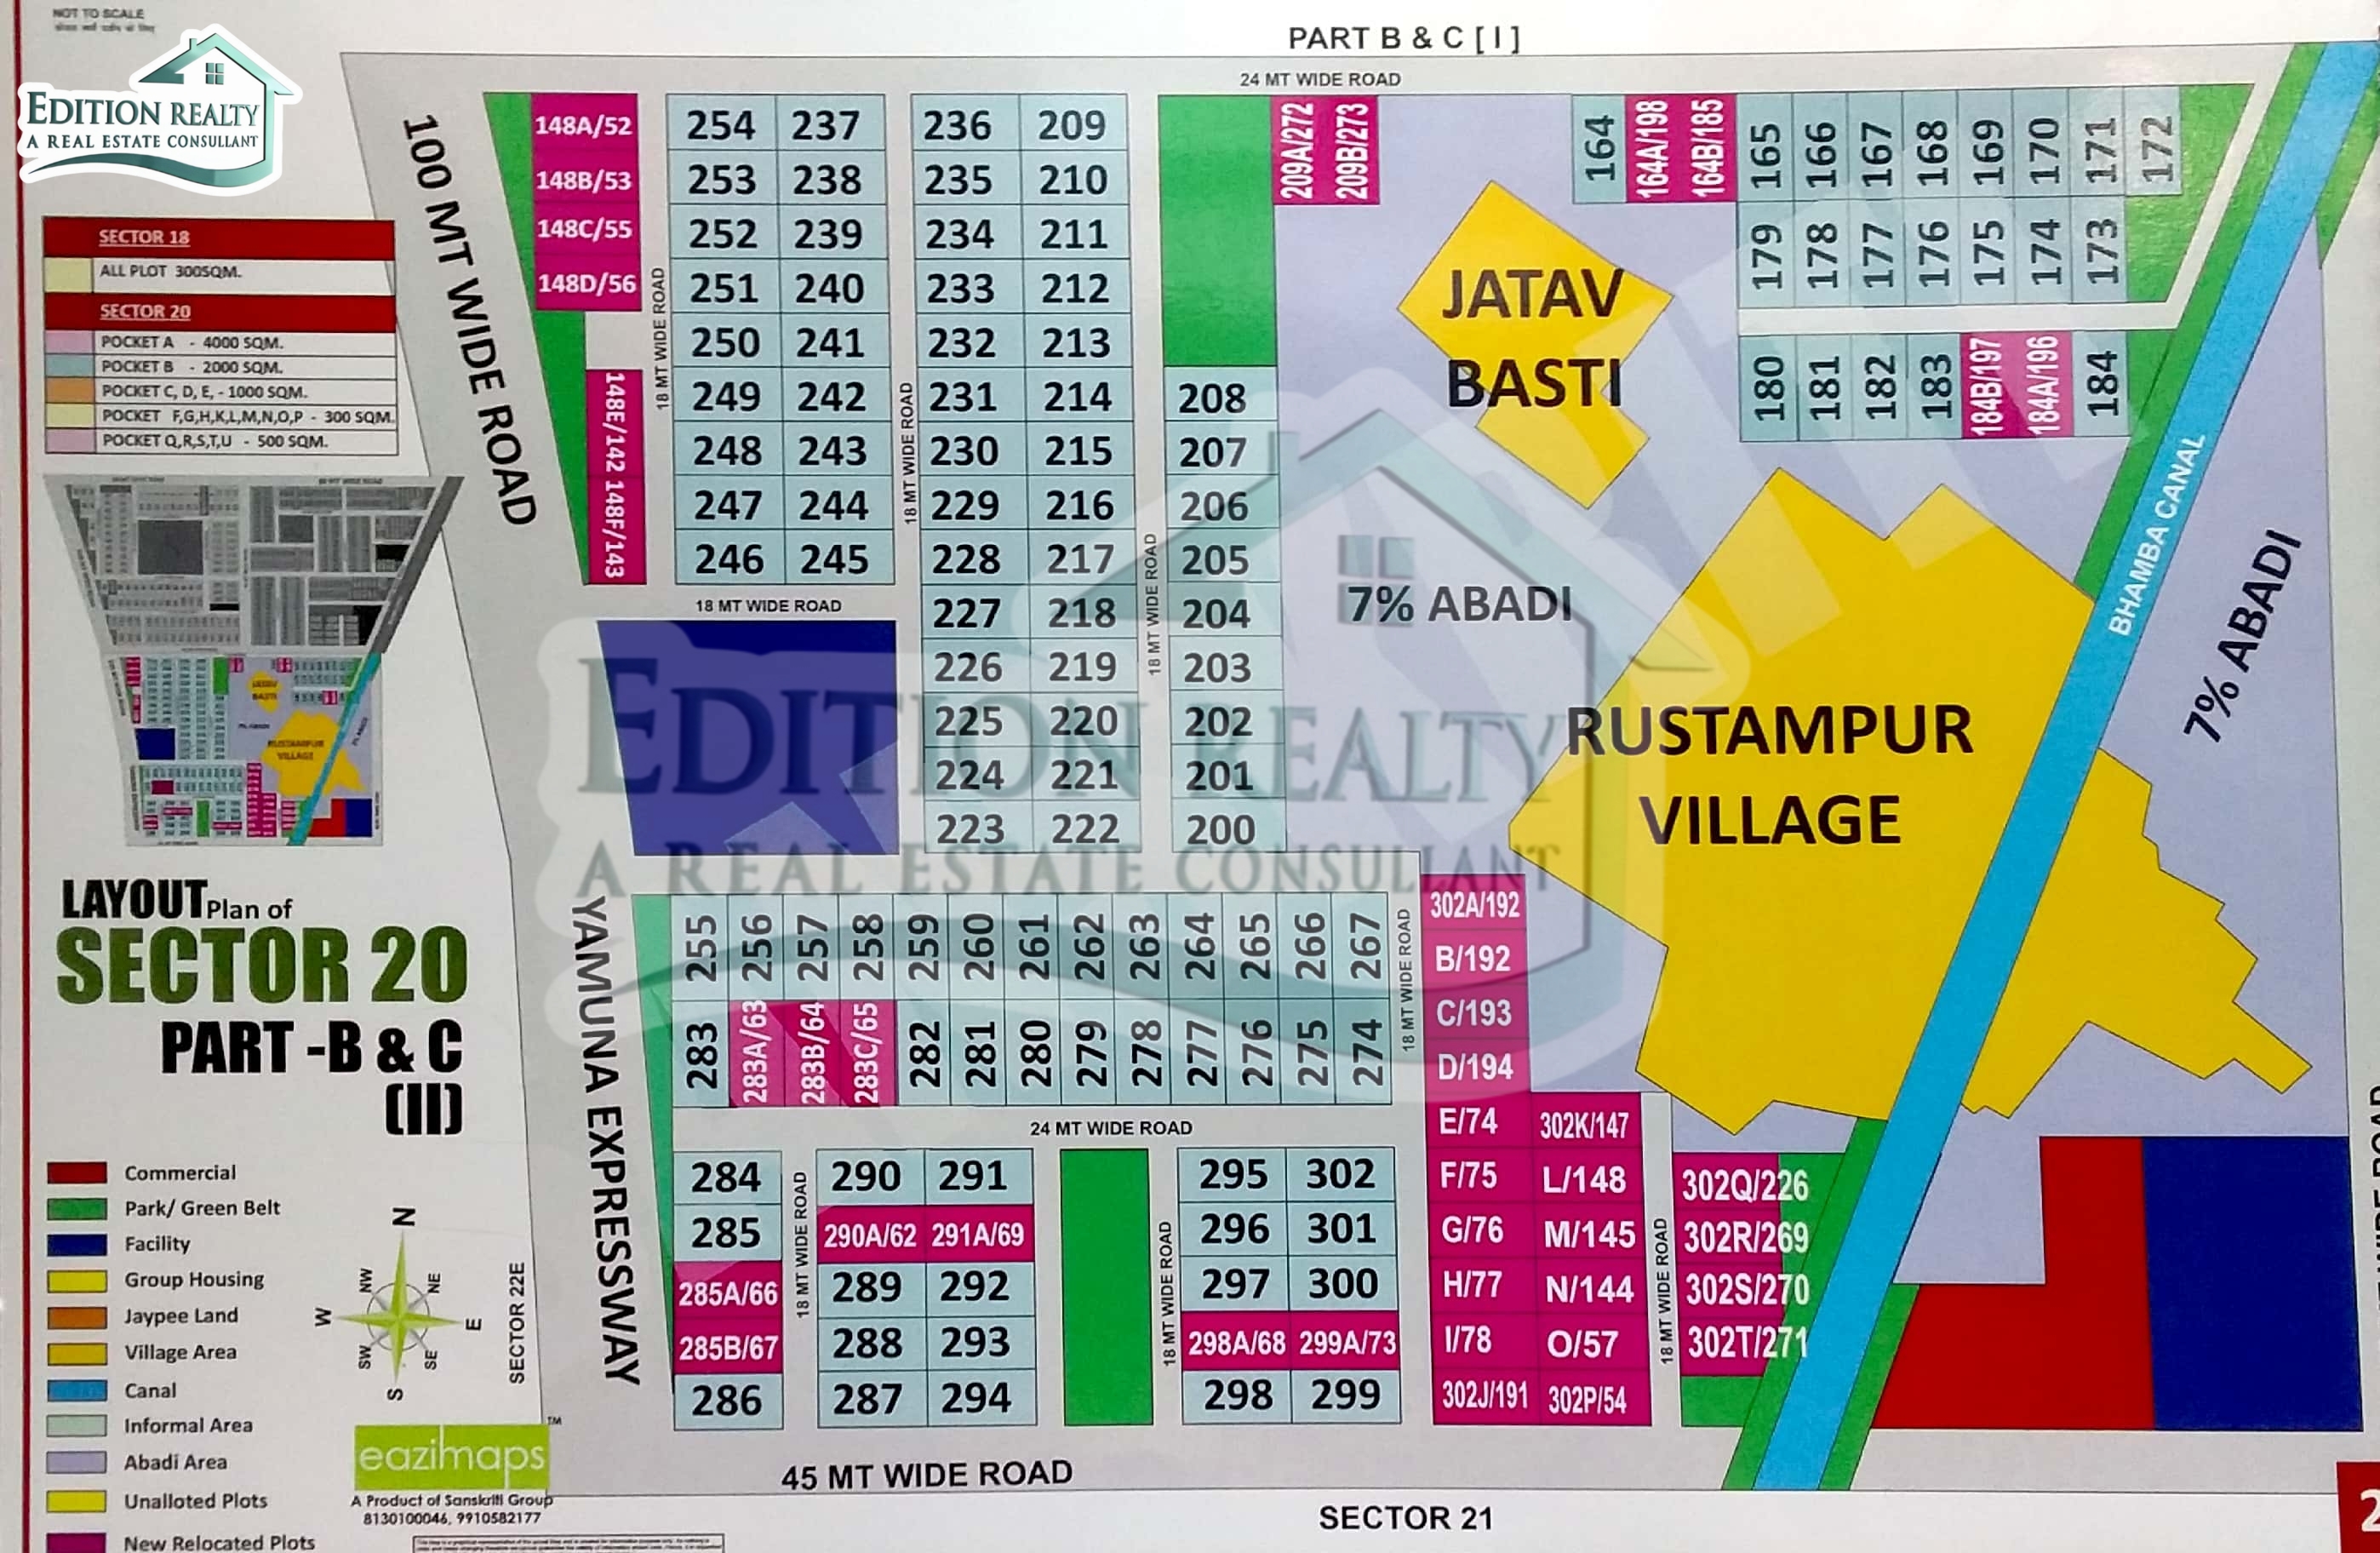 NOT TO SCALE
EDITION REALTY
A REAL ESTATE CONSULLANT
PART B & C [ I ]
24 MT WIDE ROAD
100 MT WIDE ROAD
SECTOR 18
ALL PLOT 300SQM.
SECTOR 20
POCKET A - 4000 SQM.
POCKET B - 2000 SQM.
POCKET C, D, E, - 1000 SQM.
POCKET F,G,H,K,L,M,N,O,P - 300 SQM.
POCKET Q,R,S,T,U - 500 SQM.
148A/52
148B/53
148C/55
148D/56
148E/142 148F/143
18 MT WIDE ROAD
254 237
253 238
252 239
251 240
250 241
249 242
248 243
247 244
246 245
18 MT WIDE ROAD
18 MT WIDE ROAD
236 209
235 210
234 211
233 212
232 213
231 214
230 215
229 216
228 217
227 218
226 219
225 220
224 221
223 222
18 MT WIDE ROAD
208
207
206
205
204
203
202
201
200
209A/272
209B/273
JATAV
BASTI
7% ABADI
164
164A/198
164B/185
165 166 167 168 169 170 171 172
179 178 177 176 175 174 173
180 181 182 183 184B/197 184A/196 184
BHAMBA CANAL
7% ABADI
RUSTAMPUR
VILLAGE
EDITION REALTY
A REAL ESTATE CONSULLANT
JATAV
BASTI
RUSTAMPUR
VILLAGE
LAYOUT Plan of
SECTOR 20
PART -B & C
(II)
YAMUNA EXPRESSWAY
255 256 257 258 259 260 261 262 263 264 265 266 267
283 283A/63 283B/64 283C/65 282 281 280 279 278 277 276 275 274
18 MT WIDE ROAD
24 MT WIDE ROAD
302A/192
B/192
C/193
D/194
E/74 302K/147
F/75 L/148
G/76 M/145
H/77 N/144
I/78 O/57
302J/191 302P/54
18 MT WIDE ROAD
302Q/226
302R/269
302S/270
302T/271
284
285
285A/66
285B/67
286
18 MT WIDE ROAD
290 291
290A/62 291A/69
289 292
288 293
287 294
18 MT WIDE ROAD
295 302
296 301
297 300
298A/68 299A/73
298 299
Commercial
Park/ Green Belt
Facility
Group Housing
Jaypee Land
Village Area
Canal
Informal Area
Abadi Area
Unalloted Plots
New Relocated Plots
N
NW NE
W E
SW SE
S
SECTOR 22E
eazimaps
TM
A Product of Sanskriti Group
8130100046, 9910582177
45 MT WIDE ROAD
SECTOR 21
2